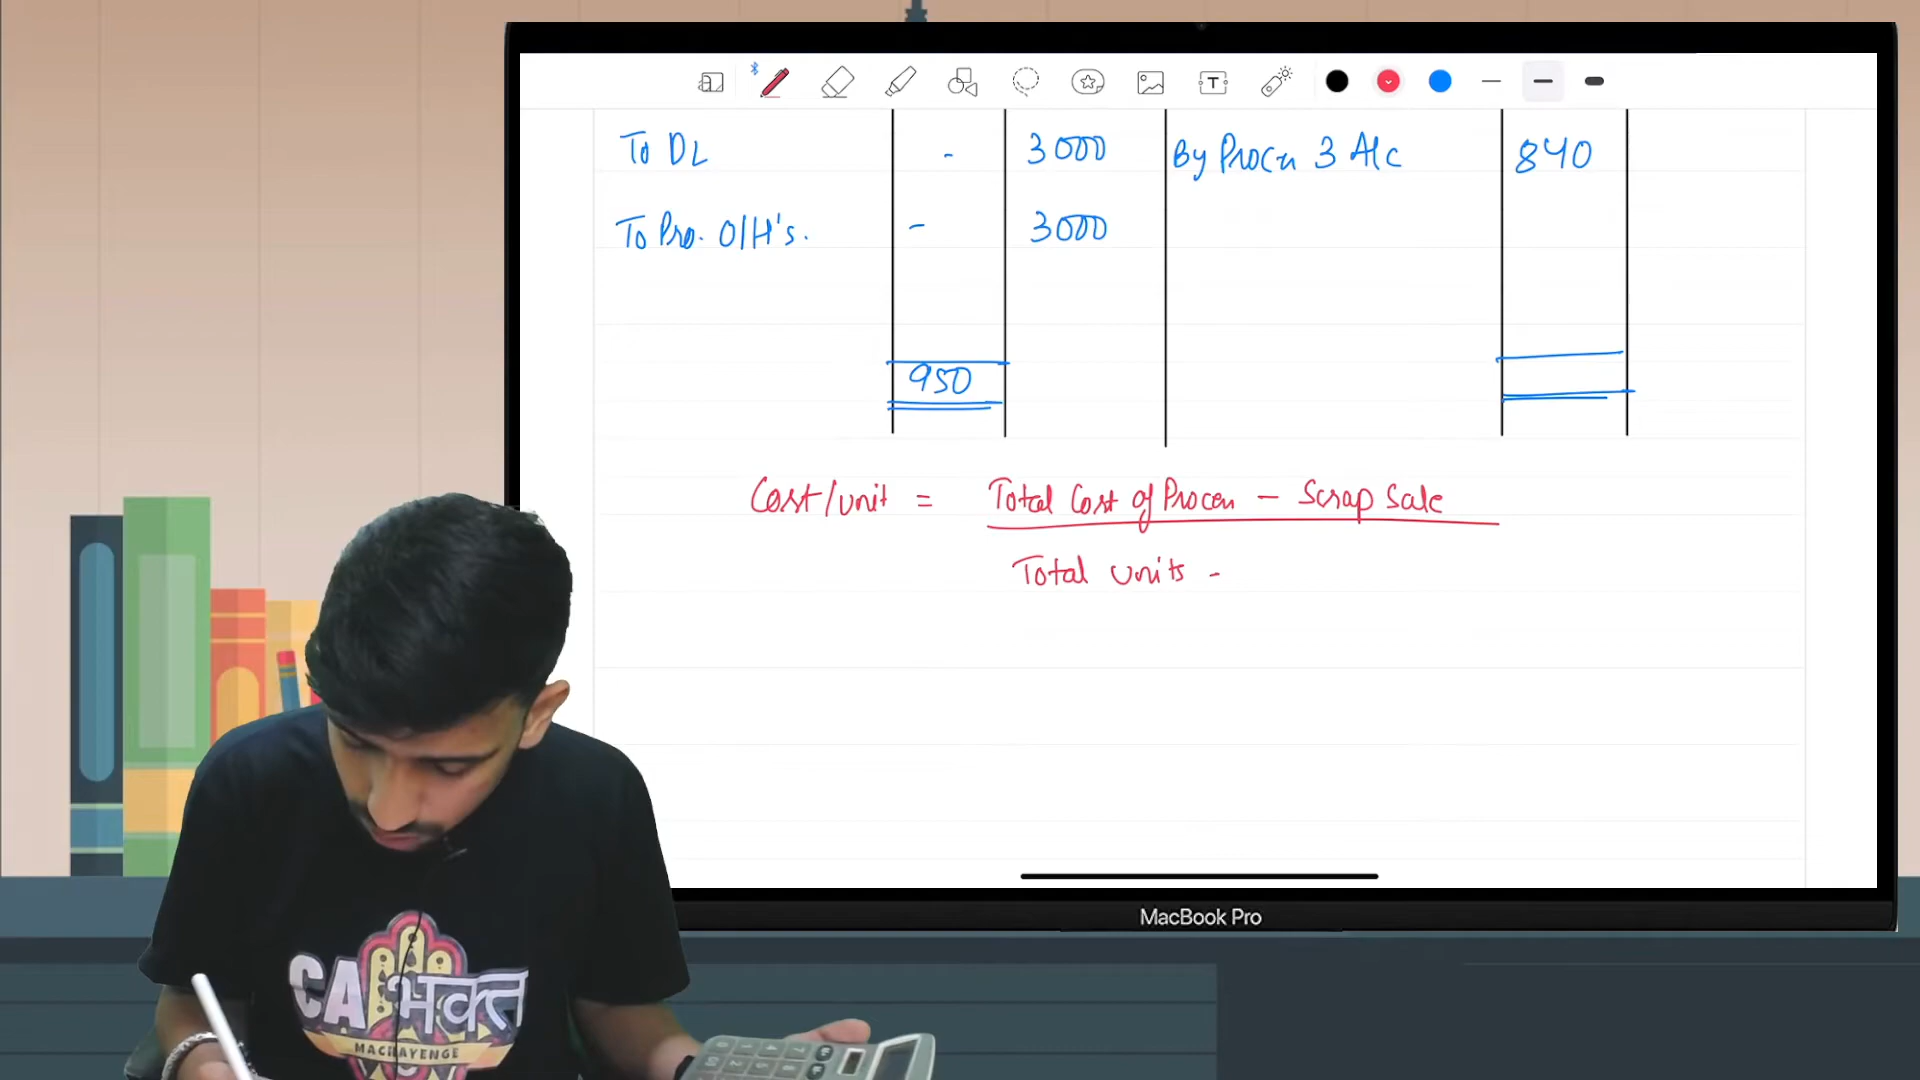 To DL - 3000 By Process 3 A/c 840
To Pro. O/H's. - 3000
950
Cost/unit = Total Cost of Process - Scrap Sale
Total units -
MacBook Pro
CA भक्त
MACHAYENGE